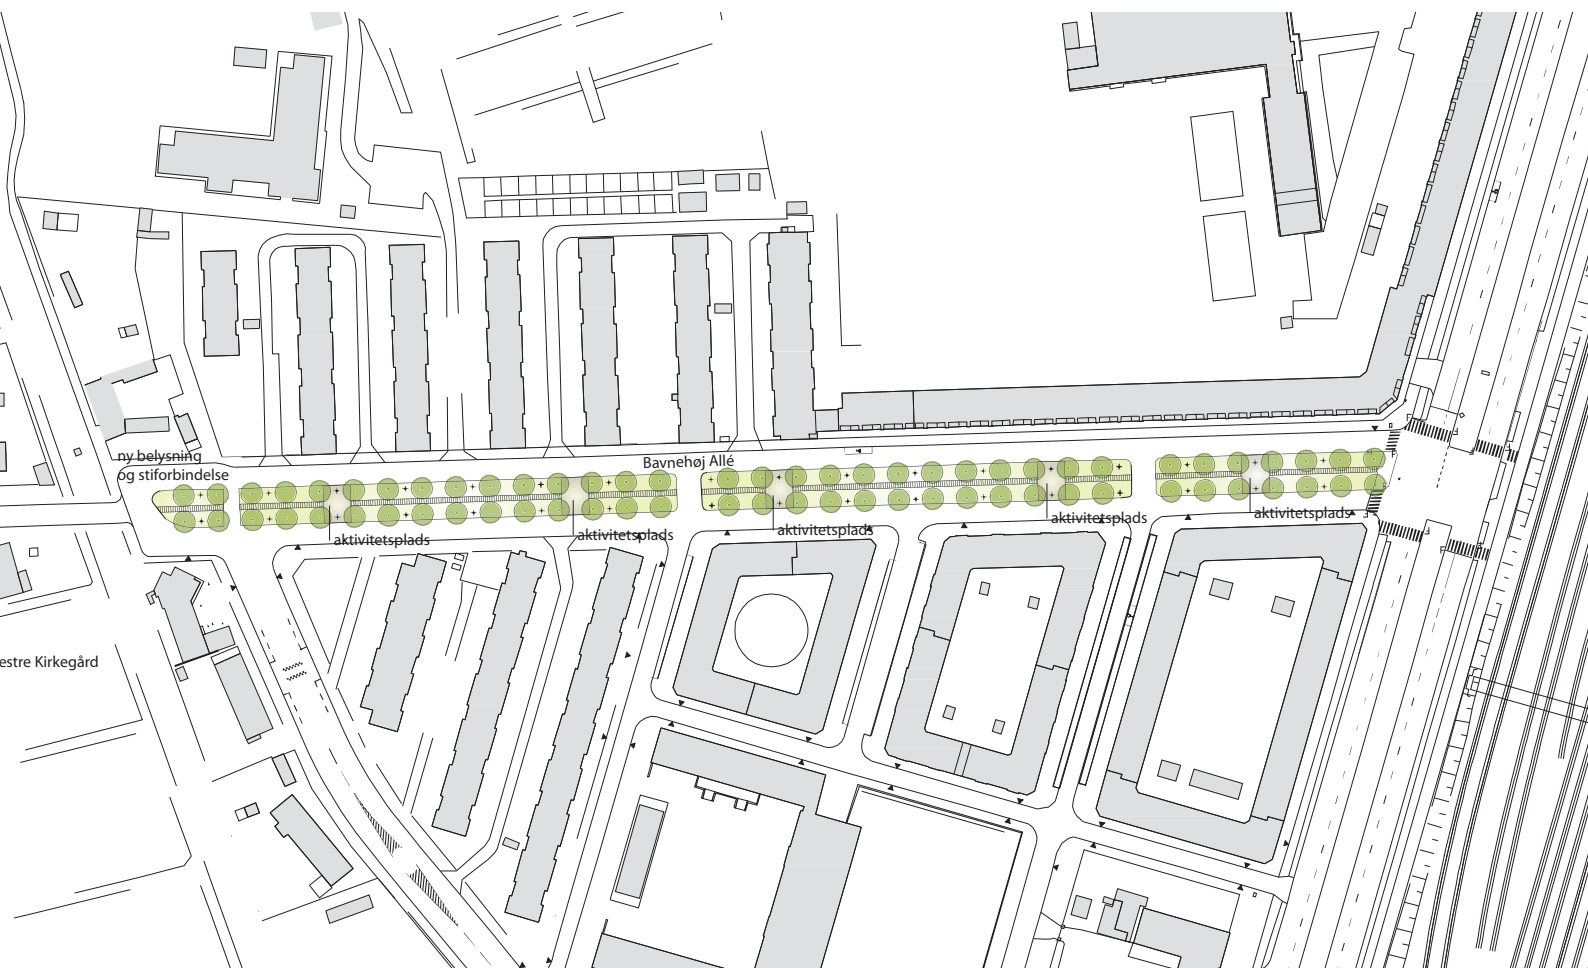 ny belysning
og stiforbindelse
Bavnehøj Allé
aktivitetsplads
aktivitetsplads
aktivitetsplads
aktivitetsplads
aktivitetsplads
estre Kirkegård